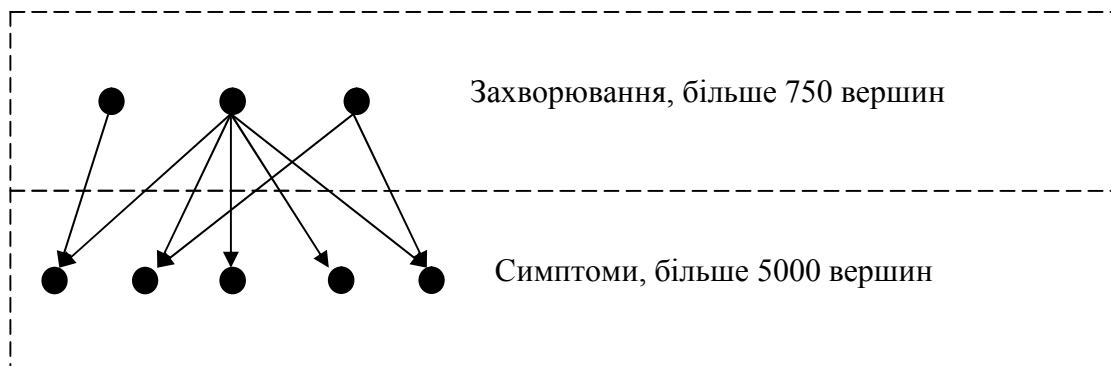 Захворювання, більше 750 вершин
Симптоми, більше 5000 вершин